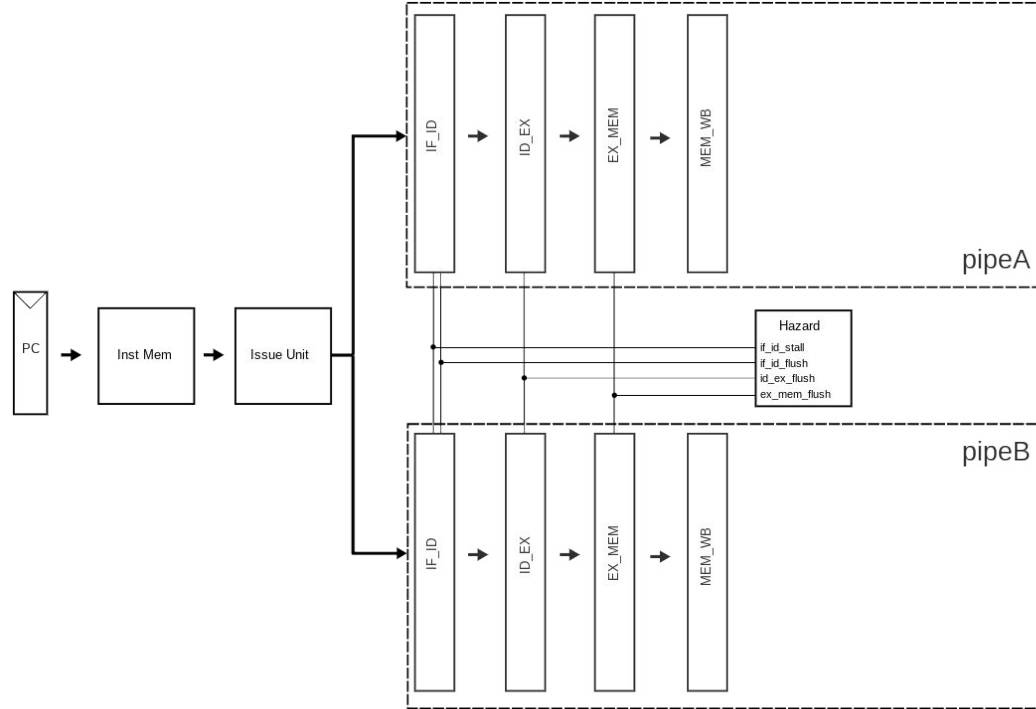 IF_ID
ID_EX
EX_MEM
MEM_WB
pipeA
PC
Inst Mem
Issue Unit
Hazard
if_id_stall
if_id_flush
id_ex_flush
ex_mem_flush
pipeB
IF_ID
ID_EX
EX_MEM
MEM_WB